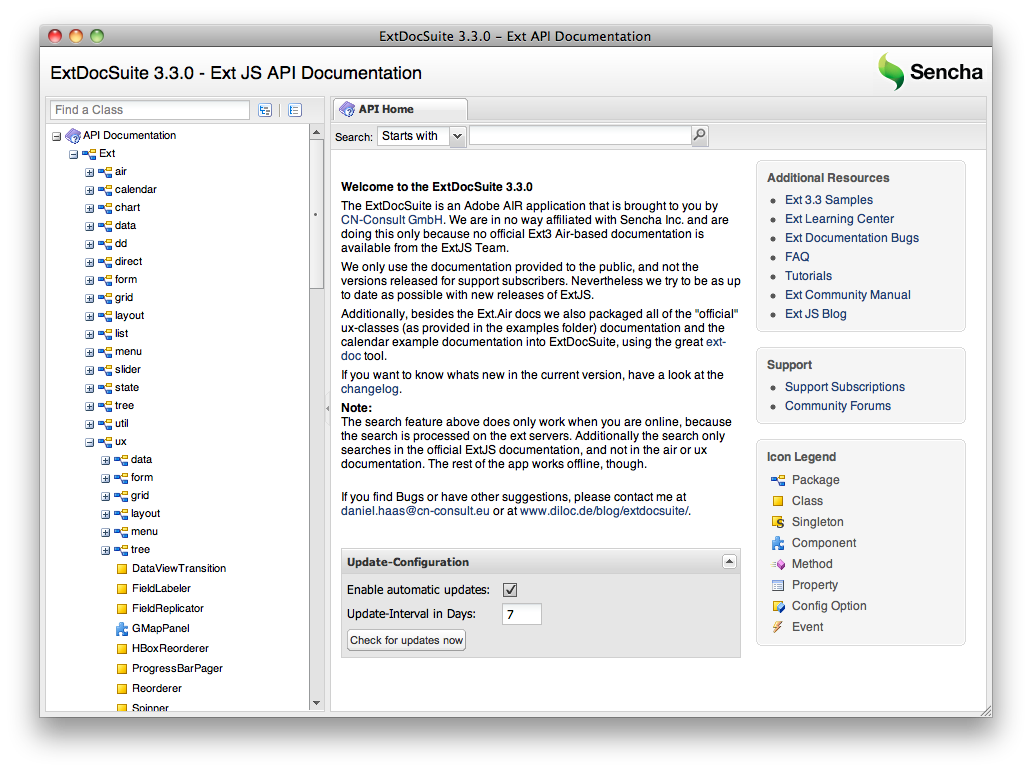 ExtDocSuite 3.3.0 – Ext API Documentation
ExtDocSuite 3.3.0 - Ext JS API Documentation
Sencha
Find a Class
API Documentation
Ext
air
calendar
chart
data
dd
direct
form
grid
layout
list
menu
slider
state
tree
util
ux
data
form
grid
layout
menu
tree
DataViewTransition
FieldLabeler
FieldReplicator
GMapPanel
HBoxReorderer
ProgressBarPager
Reorderer
Spinner
API Home
Search: Starts with
Welcome to the ExtDocSuite 3.3.0
The ExtDocSuite is an Adobe AIR application that is brought to you by
CN-Consult GmbH. We are in no way affiliated with Sencha Inc. and are
doing this only because no official Ext3 Air-based documentation is
available from the ExtJS Team.
We only use the documentation provided to the public, and not the
versions released for support subscribers. Nevertheless we try to be as up
to date as possible with new releases of ExtJS.
Additionally, besides the Ext.Air docs we also packaged all of the "official"
ux-classes (as provided in the examples folder) documentation and the
calendar example documentation into ExtDocSuite, using the great ext-
doc tool.
If you want to know whats new in the current version, have a look at the
changelog.
Note:
The search feature above does only work when you are online, because
the search is processed on the ext servers. Additionally the search only
searches in the official ExtJS documentation, and not in the air or ux
documentation. The rest of the app works offline, though.
If you find Bugs or have other suggestions, please contact me at
daniel.haas@cn-consult.eu or at www.diloc.de/blog/extdocsuite/.
Update-Configuration
Enable automatic updates:
Update-Interval in Days: 7
Check for updates now
Additional Resources
Ext 3.3 Samples
Ext Learning Center
Ext Documentation Bugs
FAQ
Tutorials
Ext Community Manual
Ext JS Blog
Support
Support Subscriptions
Community Forums
Icon Legend
Package
Class
Singleton
Component
Method
Property
Config Option
Event